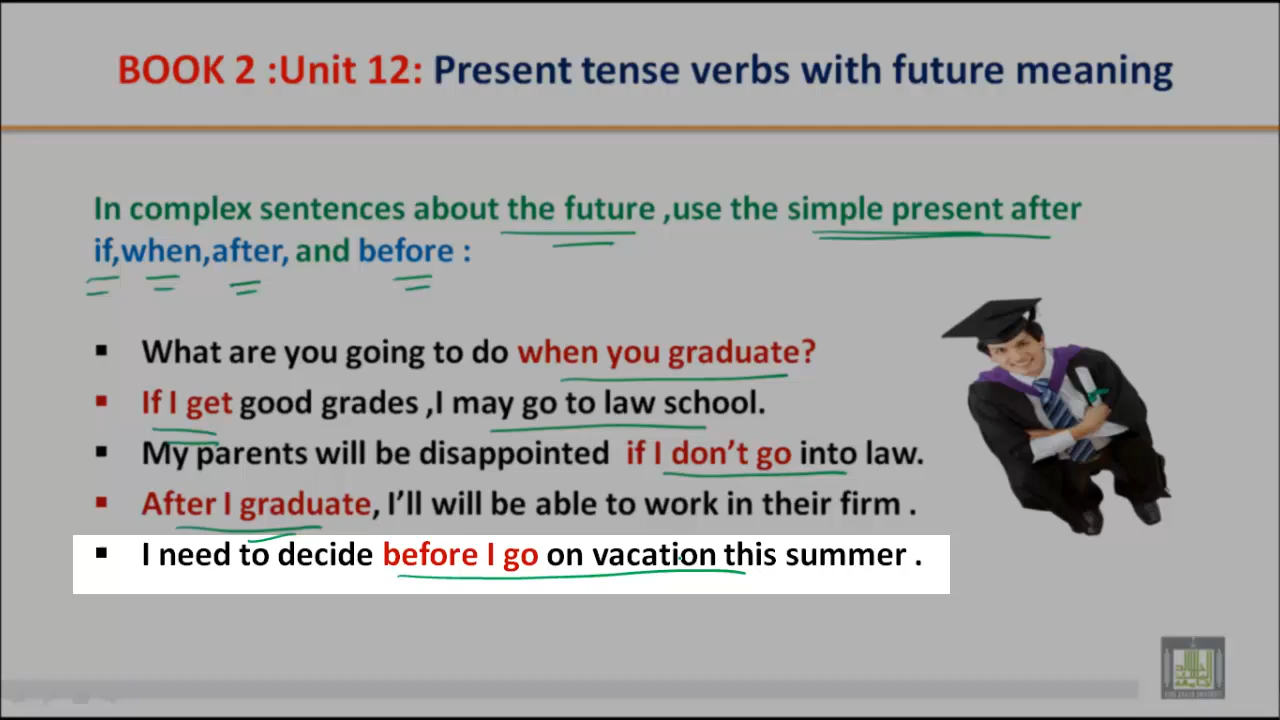 BOOK 2 :Unit 12: Present tense verbs with future meaning
In complex sentences about the future ,use the simple present after
if,when,after, and before :
▪ What are you going to do when you graduate?
▪ If I get good grades ,I may go to law school.
▪ My parents will be disappointed if I don’t go into law.
▪ After I graduate, I’ll will be able to work in their firm .
▪ I need to decide before I go on vacation this summer .